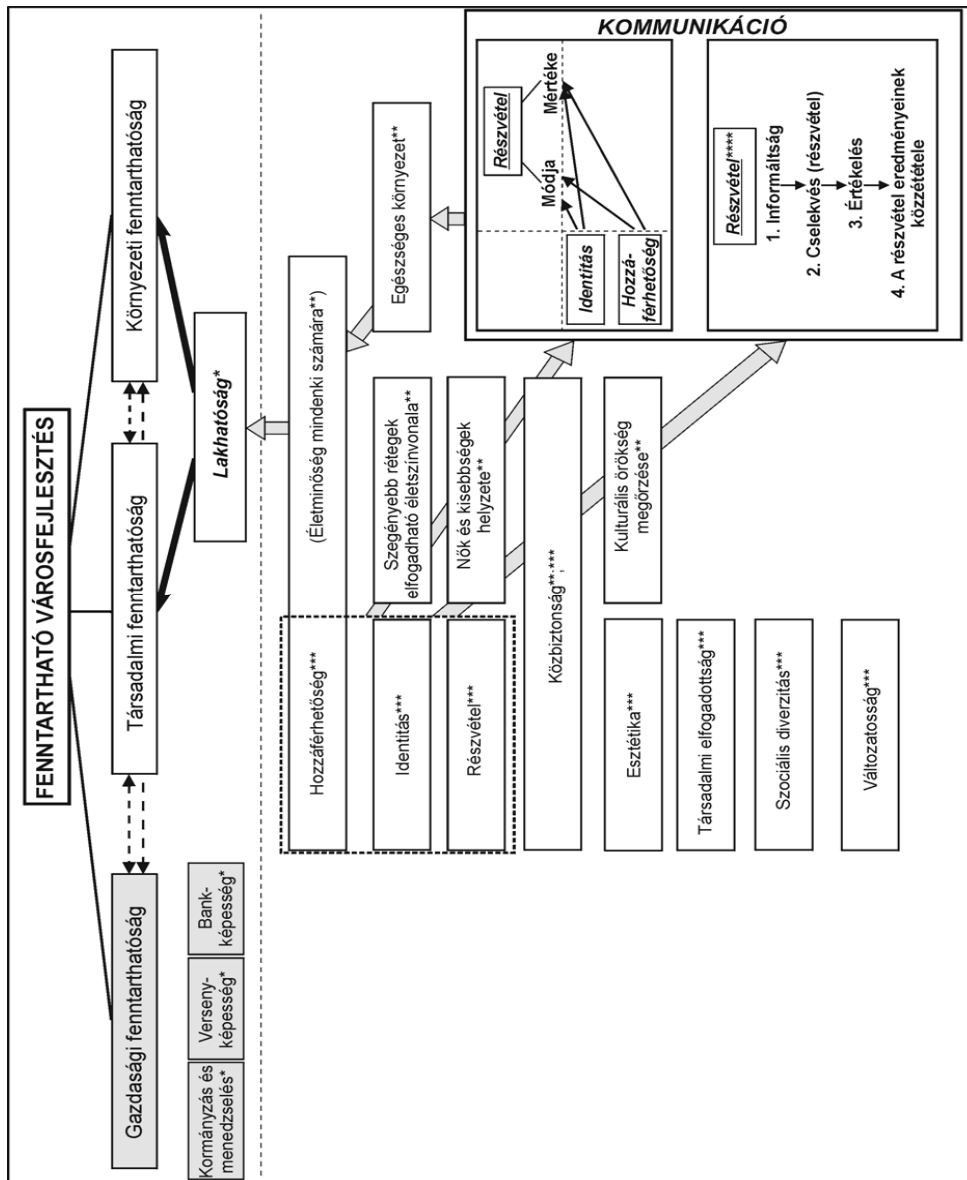 FENNTARTHATÓ VÁROSFEJLESZTÉS
Gazdasági fenntarthatóság
Társadalmi fenntarthatóság
Környezeti fenntarthatóság
Kormányzás és
menedzselés*
Verseny-
képesség*
Bank-
képesség*
Lakhatóság*
Hozzáférhetőség***
(Életminőség mindenki számára**)
Identitás***
Szegényebb rétegek
elfogadható életszínvonala**
Egészséges környezet**
Részvétel***
Nők és kisebbségek
helyzete**
Közbiztonság**,***
Esztétika***
Kulturális örökség
megőrzése**
Társadalmi elfogadottság***
Szociális diverzitás***
Változatosság***
KOMMUNIKÁCIÓ
Részvétel
Módja
Mértéke
Identitás
Hozzá-
férhetőség
Részvétel****
1. Informáltság
2. Cselekvés (részvétel)
3. Értékelés
4. A részvétel eredményeinek
közzététele